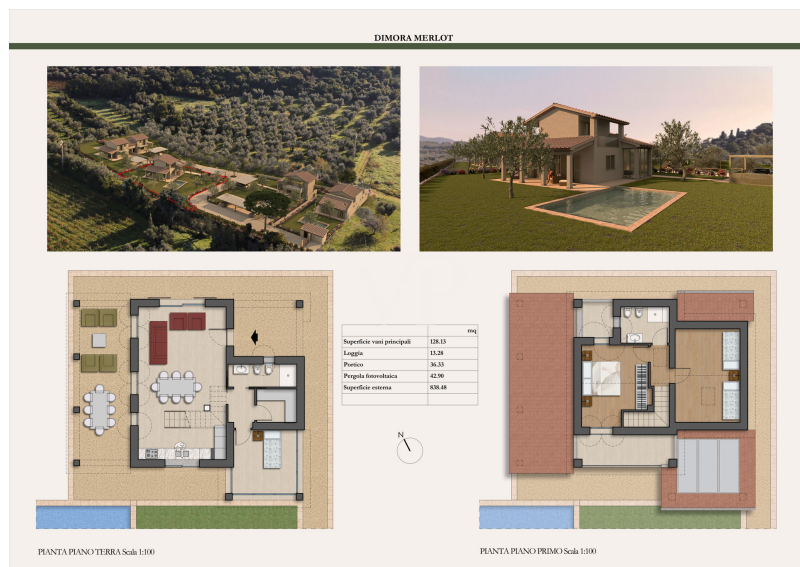 DIMORA MERLOT
mq
Superficie vani principali 128.13
Loggia 13.28
Portico 36.33
Pergola fotovoltaica 42.90
Superficie esterna 838.48
N
PIANTA PIANO TERRA Scala 1:100
PIANTA PIANO PRIMO Scala 1:100